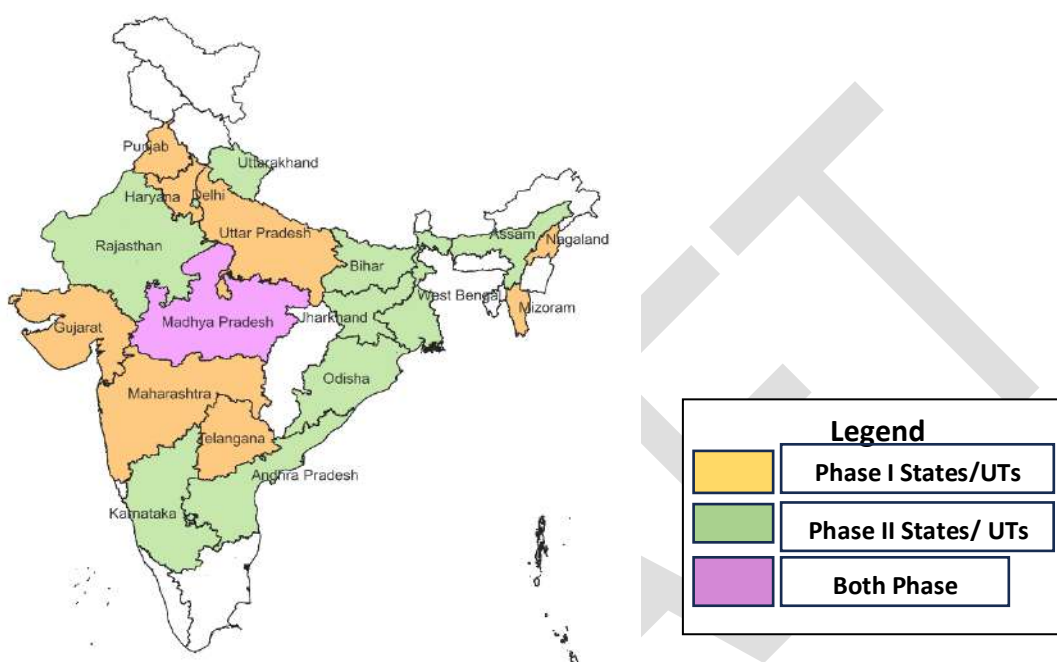 Punjab
Uttarakhand
Haryana
Delhi
Uttar Pradesh
Rajasthan
Assam
Nagaland
Bihar
West Bengal
Mizoram
Jharkhand
Madhya Pradesh
Gujarat
Odisha
Maharashtra
Telangana
Andhra Pradesh
Karnataka
Legend
Phase I States/UTs
Phase II States/ UTs
Both Phase